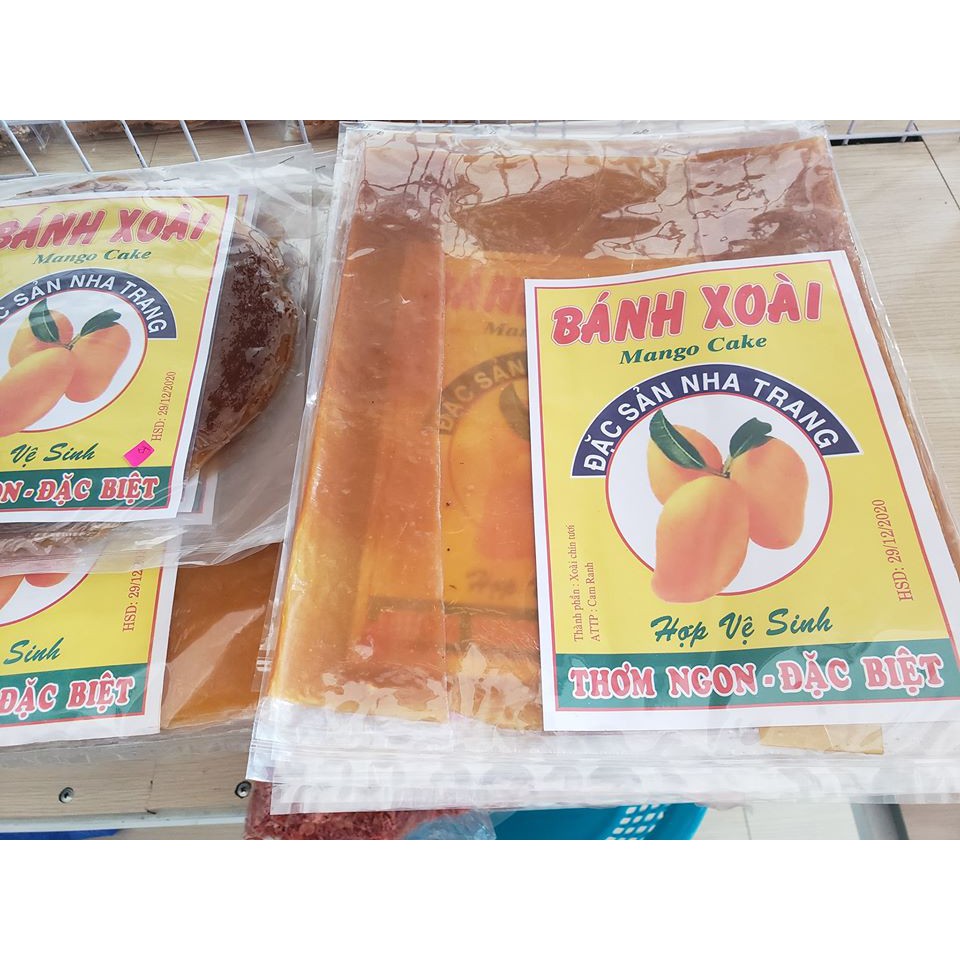 BÁNH XOÀI
Mango Cake
ĐẶC SẢN NHA TRANG
HSD: 29/12/2020
Vệ Sinh
ĐẶC BIỆT
HSD: 29/12
Sinh
ĐẶC BIỆT
BÁNH XOÀI
Mango Cake
ĐẶC SẢN NHA TRANG
Thành phần : Xoài chín tươi
ATTP : Cam Ranh
HSD: 29/12/2020
Hợp Vệ Sinh
THƠM NGON - ĐẶC BIỆT